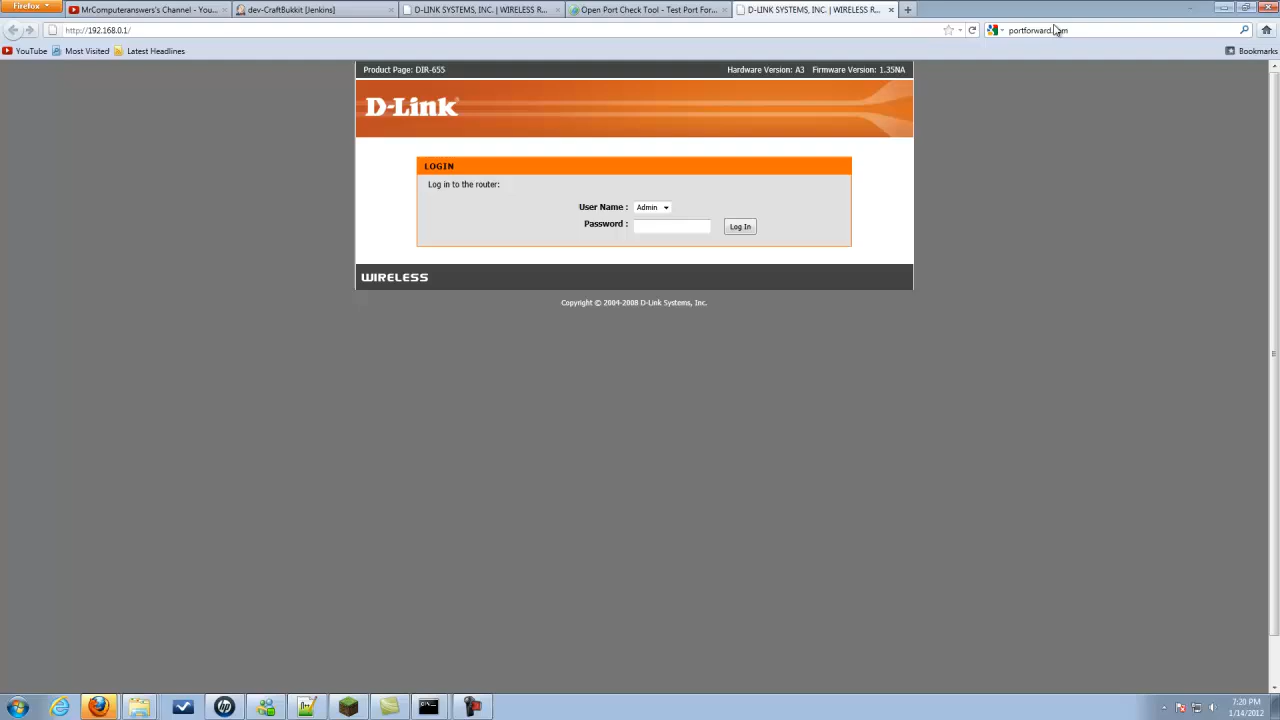 Firefox
MrComputeranswers's Channel - You...
dev-CraftBukkit [Jenkins]
D-LINK SYSTEMS, INC. | WIRELESS R...
Open Port Check Tool - Test Port For...
D-LINK SYSTEMS, INC. | WIRELESS R...
http://192.168.0.1/
YouTube
Most Visited
Latest Headlines
Bookmarks
Product Page: DIR-655
Hardware Version: A3
Firmware Version: 1.35NA
D-Link
LOGIN
Log in to the router:
User Name :
Admin
Password :
Log In
WIRELESS
Copyright © 2004-2008 D-Link Systems, Inc.
7:20 PM
1/14/2012